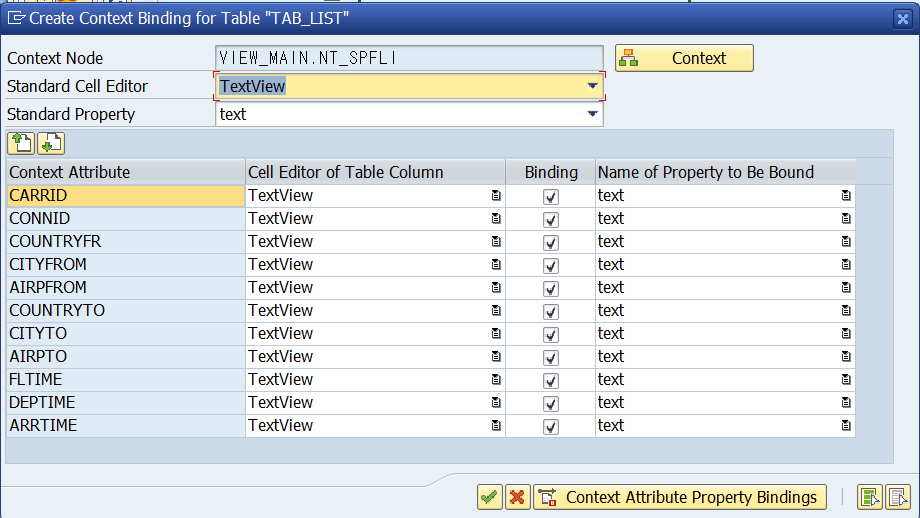 Create Context Binding for Table "TAB_LIST"
Context Node VIEW_MAIN.NT_SPFLI Context
Standard Cell Editor TextView
Standard Property text
Context Attribute Cell Editor of Table Column Binding Name of Property to Be Bound
CARRID TextView text
CONNID TextView text
COUNTRYFR TextView text
CITYFROM TextView text
AIRPFROM TextView text
COUNTRYTO TextView text
CITYTO TextView text
AIRPTO TextView text
FLTIME TextView text
DEPTIME TextView text
ARRTIME TextView text
Context Attribute Property Bindings